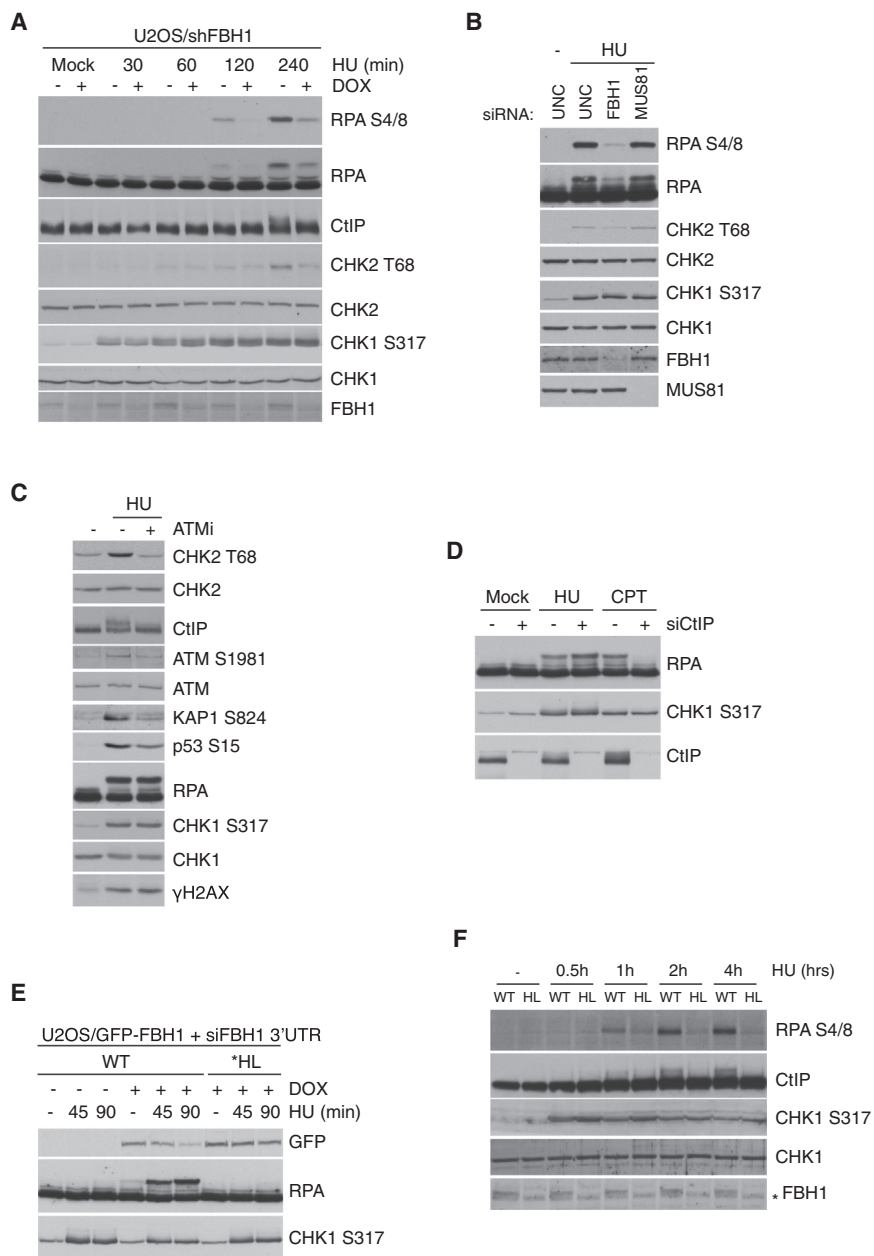 A
U2OS/shFBH1
Mock 30 60 120 240 HU (min)
- + - + - + - + - + DOX
RPA S4/8
RPA
CtIP
CHK2 T68
CHK2
CHK1 S317
CHK1
FBH1
B
- HU
siRNA: UNC UNC FBH1 MUS81
RPA S4/8
RPA
CHK2 T68
CHK2
CHK1 S317
CHK1
FBH1
MUS81
C
HU
- - + ATMi
CHK2 T68
CHK2
CtIP
ATM S1981
ATM
KAP1 S824
p53 S15
RPA
CHK1 S317
CHK1
γH2AX
D
Mock HU CPT
- + - + - + siCtIP
RPA
CHK1 S317
CtIP
E
U2OS/GFP-FBH1 + siFBH1 3’UTR
WT *HL
- - - + + + + + + DOX
- 45 90 - 45 90 - 45 90 HU (min)
GFP
RPA
CHK1 S317
F
- 0.5h 1h 2h 4h HU (hrs)
WT HL WT HL WT HL WT HL WT HL
RPA S4/8
CtIP
CHK1 S317
CHK1
* FBH1